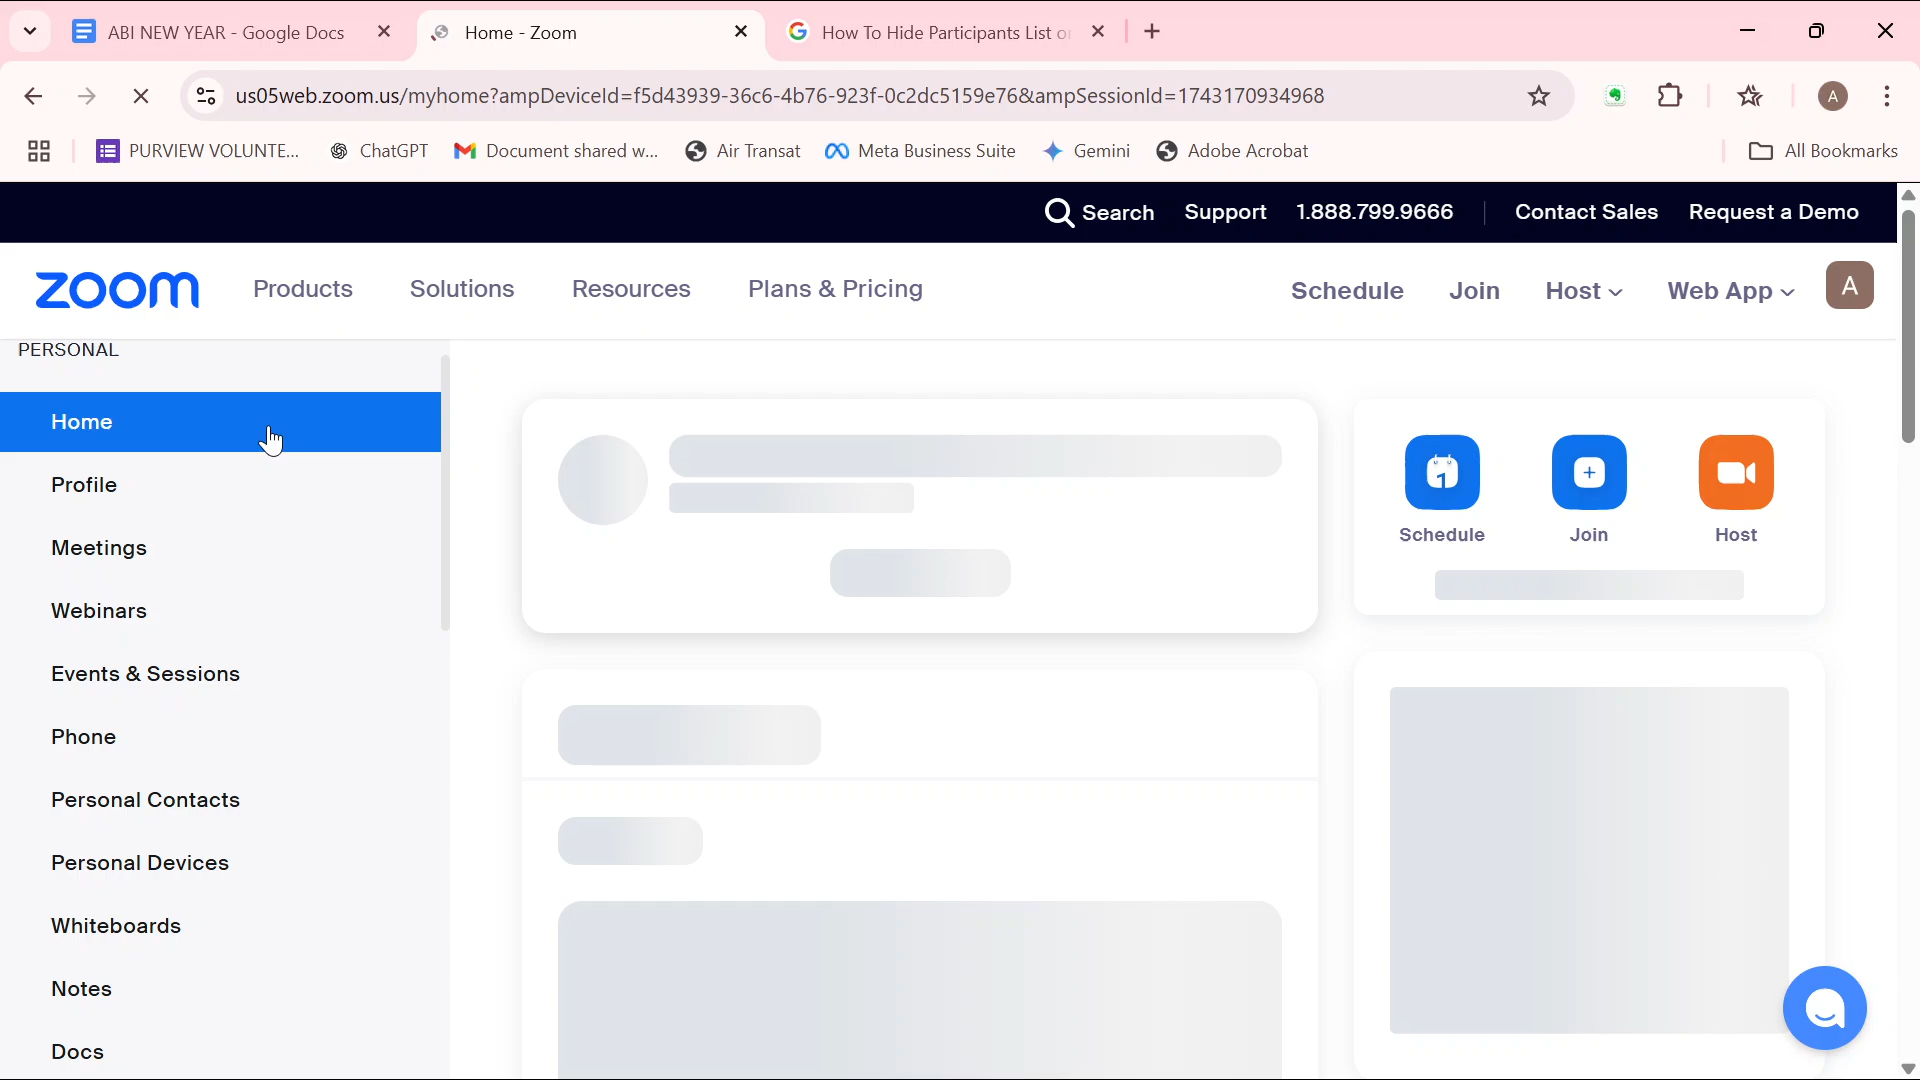 ABI NEW YEAR - Google Docs
Home - Zoom
How To Hide Participants List or
us05web.zoom.us/myhome?ampDeviceId=f5d43939-36c6-4b76-923f-0c2dc5159e76&ampSessionId=1743170934968
A
PURVIEW VOLUNTE...
ChatGPT
Document shared w...
Air Transat
Meta Business Suite
Gemini
Adobe Acrobat
All Bookmarks
Search
Support
1.888.799.9666
Contact Sales
Request a Demo
zoom
Products
Solutions
Resources
Plans & Pricing
Schedule
Join
Host
Web App
A
PERSONAL
Home
Profile
Meetings
Webinars
Events & Sessions
Phone
Personal Contacts
Personal Devices
Whiteboards
Notes
Docs
1
Schedule
Join
Host